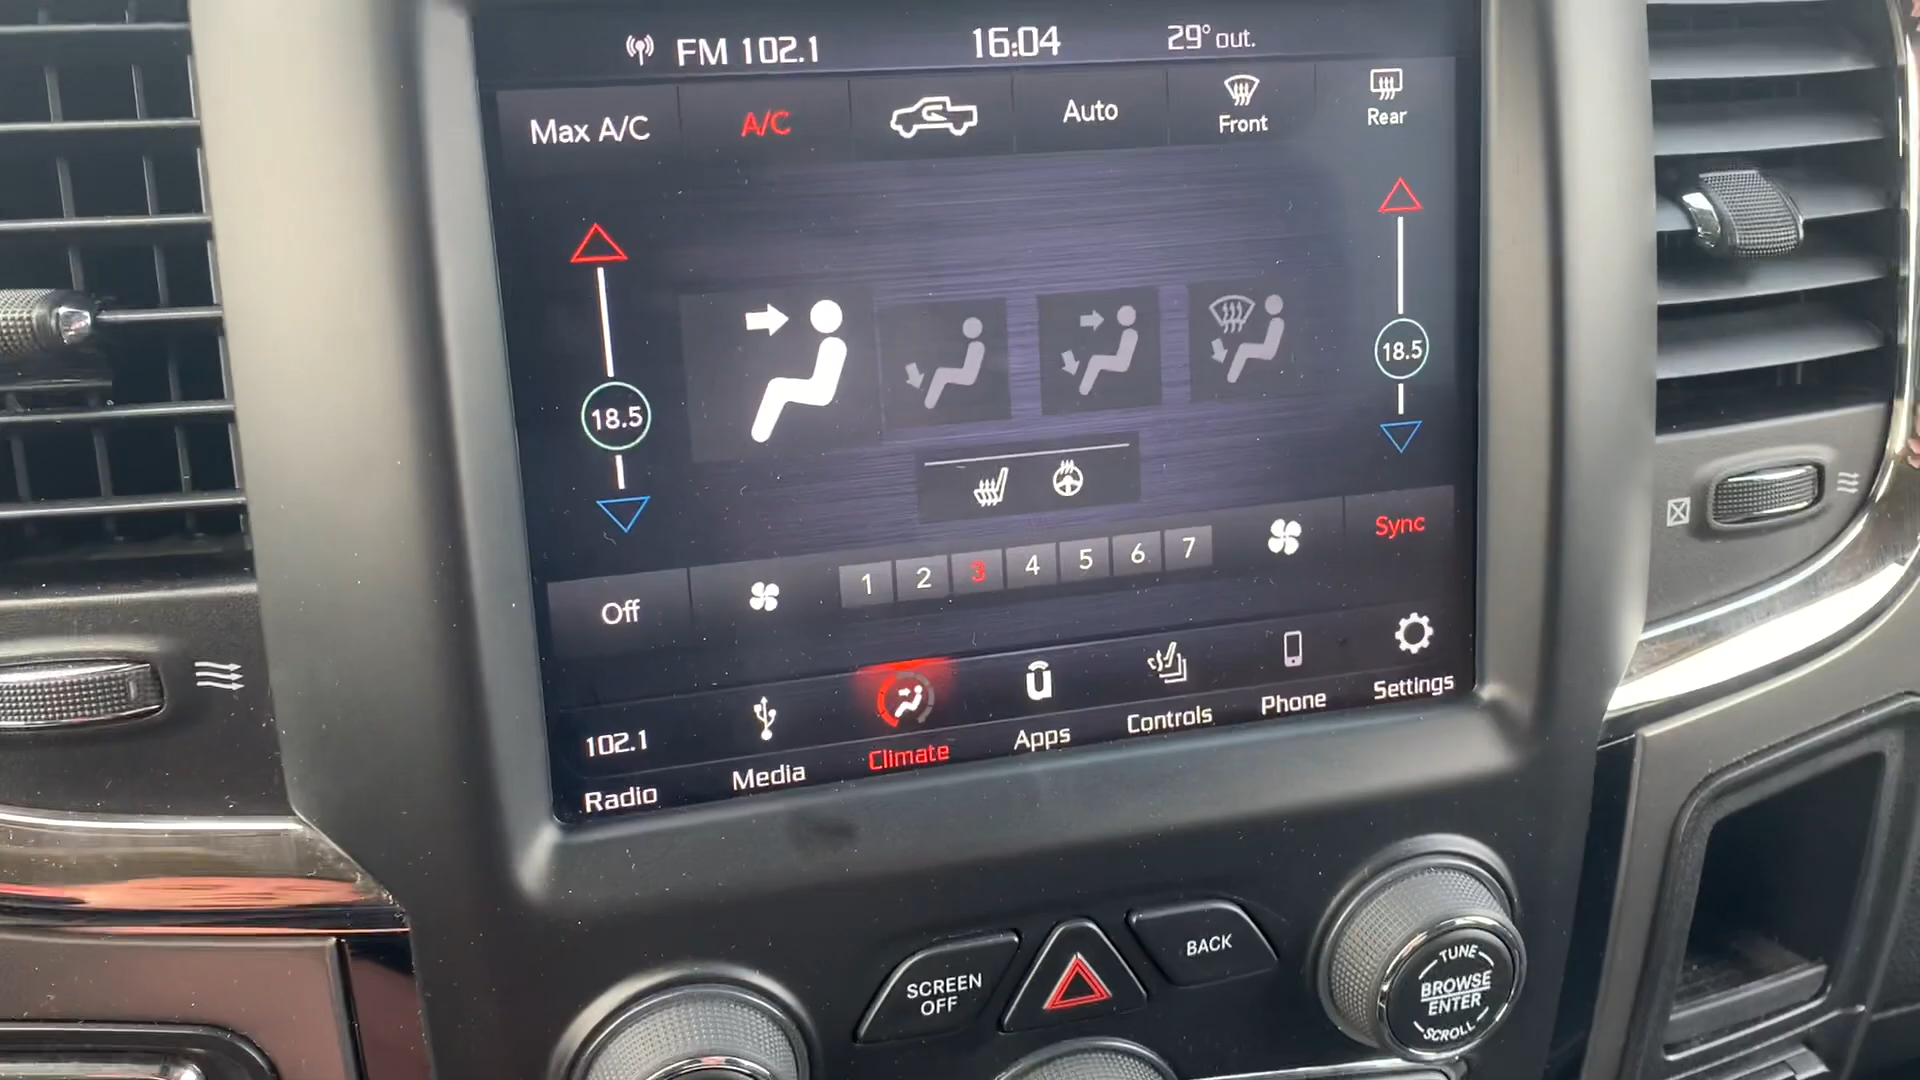 FM 102.1
16:04
29° out.
Max A/C
A/C
Auto
Front
Rear
18.5
18.5
Off
1 2 3 4 5 6 7
Sync
102.1
Radio
Media
Climate
Apps
Controls
Phone
Settings
SCREEN
OFF
BACK
TUNE
BROWSE
ENTER
SCROLL